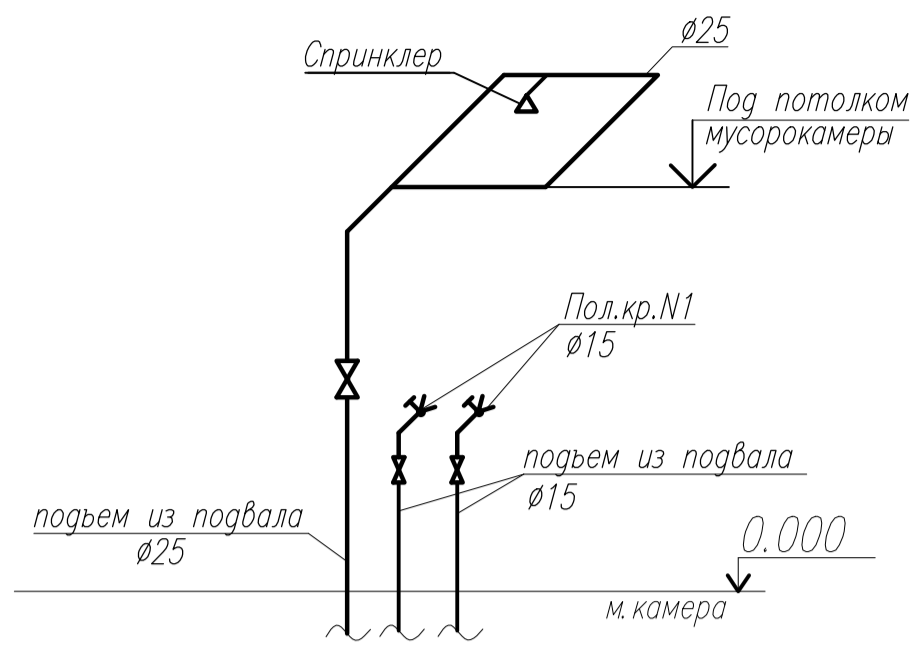 ø25
Спринклер
Под потолком
мусорокамеры
Пол.кр.N1
ø15
подъем из подвала
ø15
подъем из подвала
ø25
0.000
м.камера